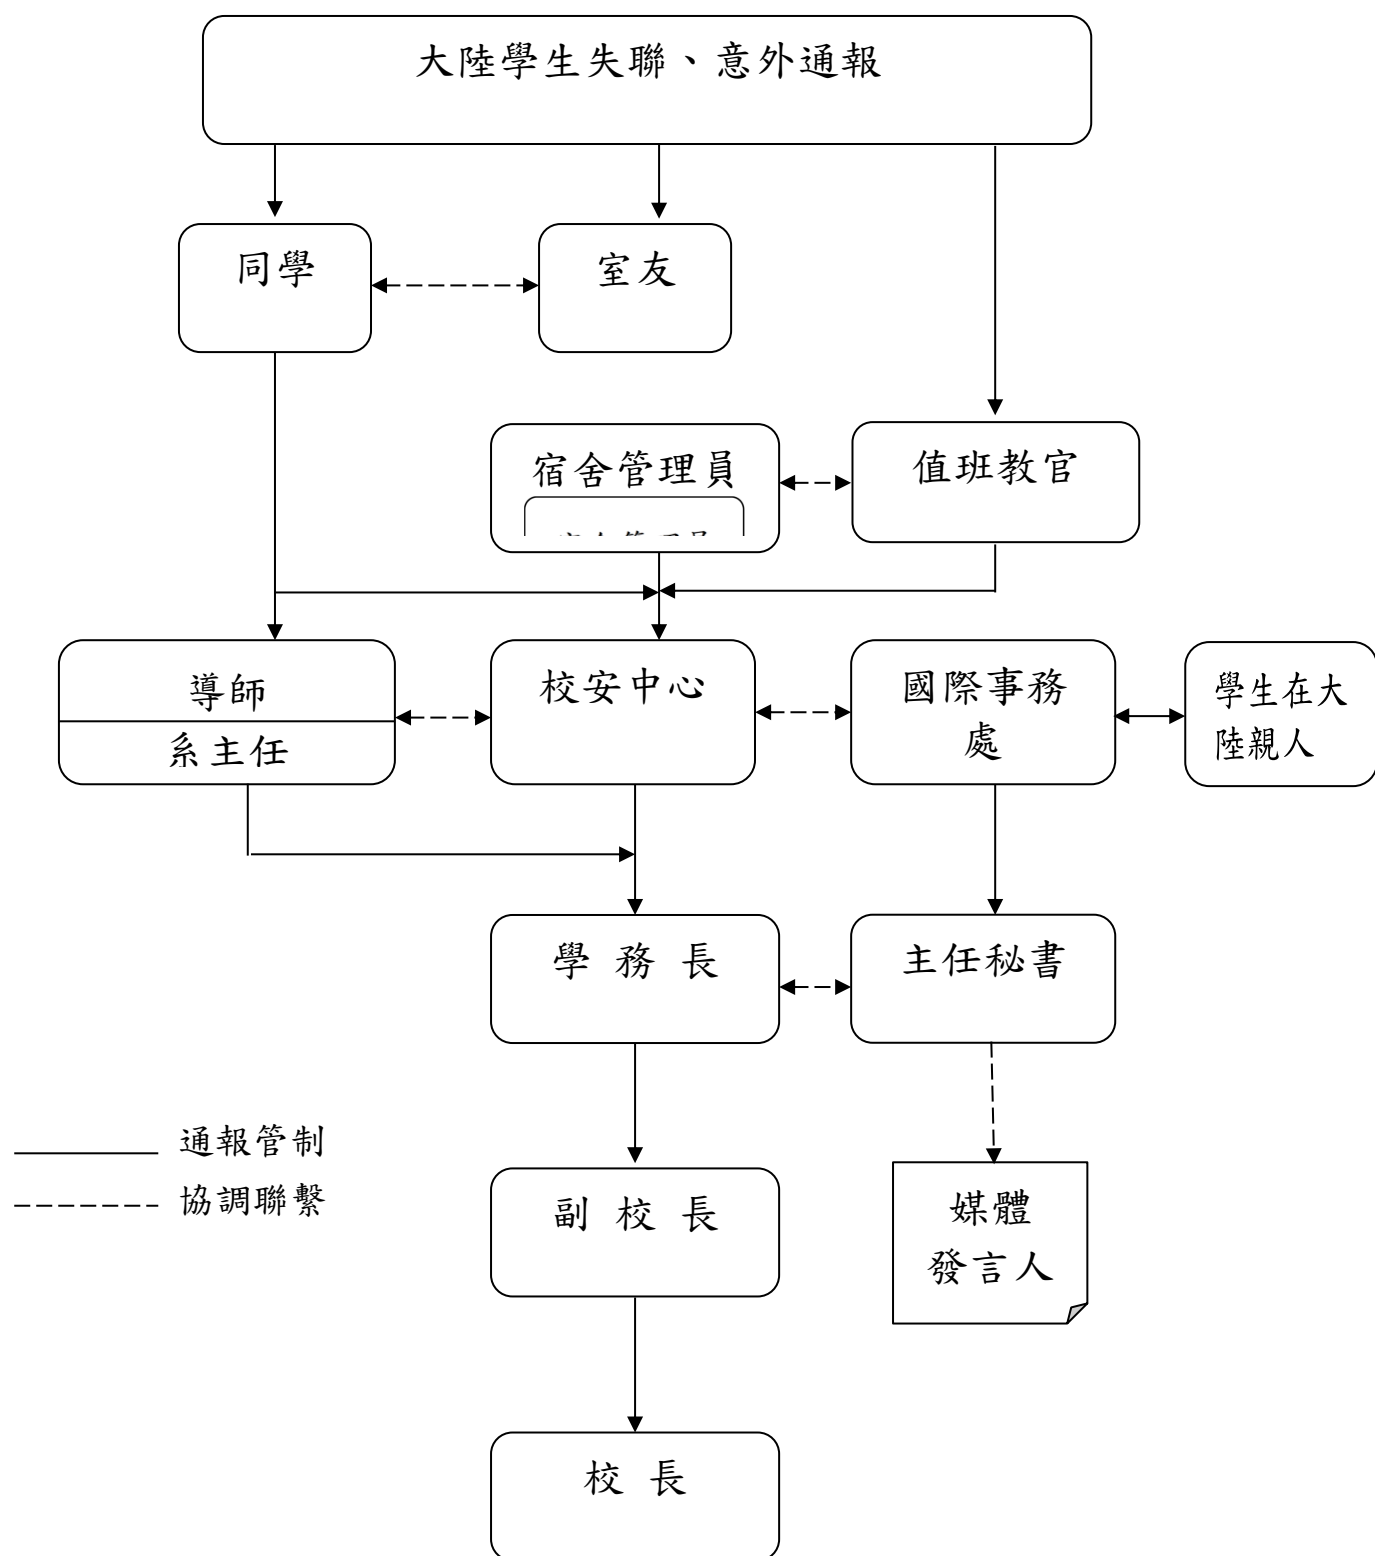 大陸學生失聯、意外通報
同學
室友
宿舍管理員
值班教官
導師
系主任
校安中心
國際事務
處
學生在大
陸親人
學 務 長
主任秘書
通報管制
協調聯繫
副 校 長
媒體
發言人
校 長